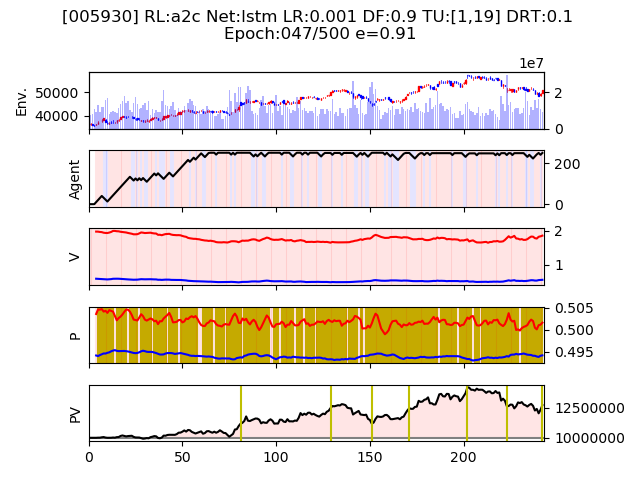 [005930] RL:a2c Net:lstm LR:0.001 DF:0.9 TU:[1,19] DRT:0.1
Epoch:047/500 e=0.91
1e7
Env.
50000
40000
2
0
Agent
200
0
V
2
1
P
0.505
0.500
0.495
PV
12500000
10000000
0 50 100 150 200